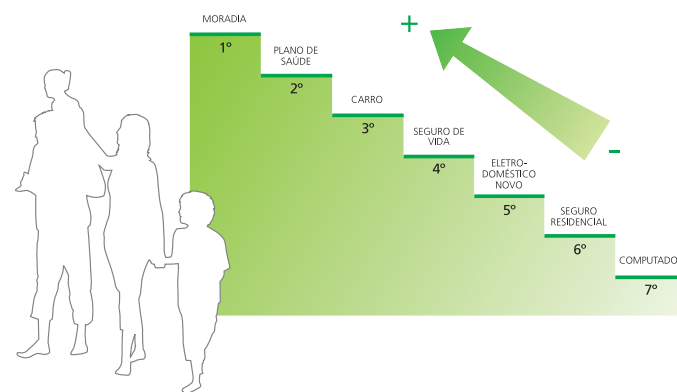 MORADIA
1º
PLANO DE
SAÚDE
2º
CARRO
3º
SEGURO DE
VIDA
4º
ELETRO-
DOMÉSTICO
NOVO
5º
SEGURO
RESIDENCIAL
6º
COMPUTADO
7º
+
-